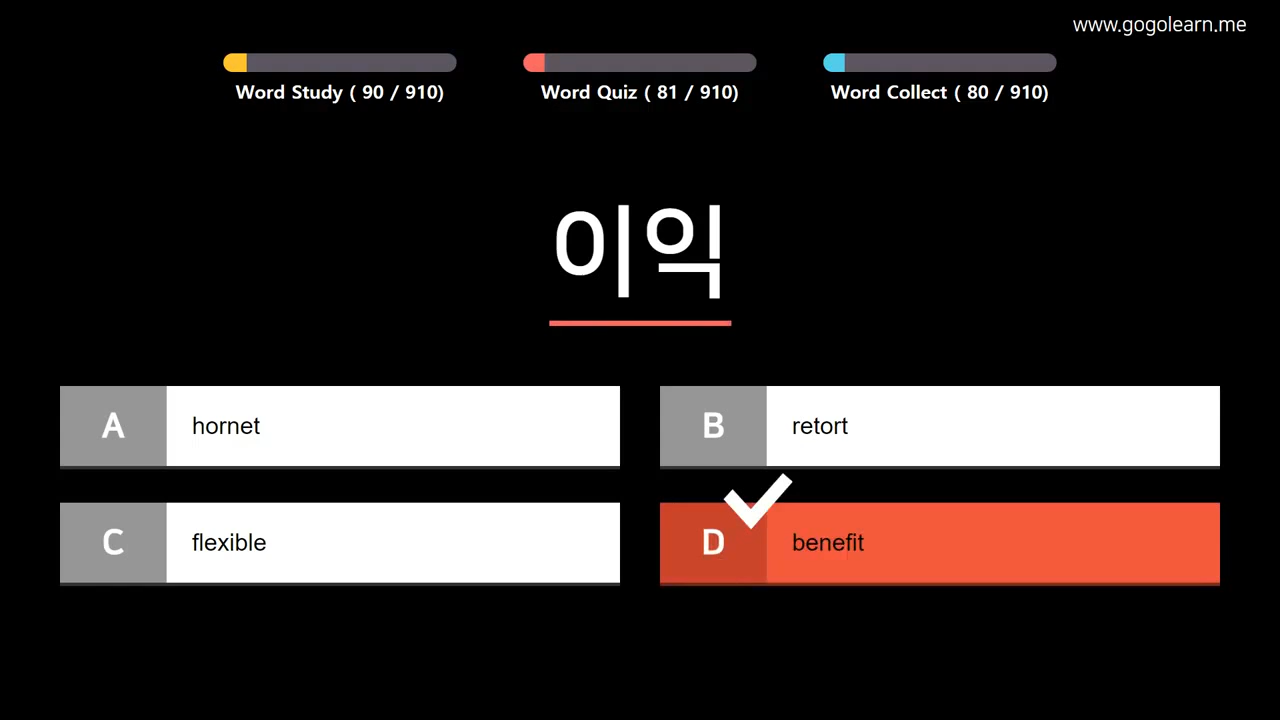 www.gogolearn.me
Word Study ( 90 / 910)
Word Quiz ( 81 / 910)
Word Collect ( 80 / 910)
이익
A hornet
B retort
C flexible
D benefit